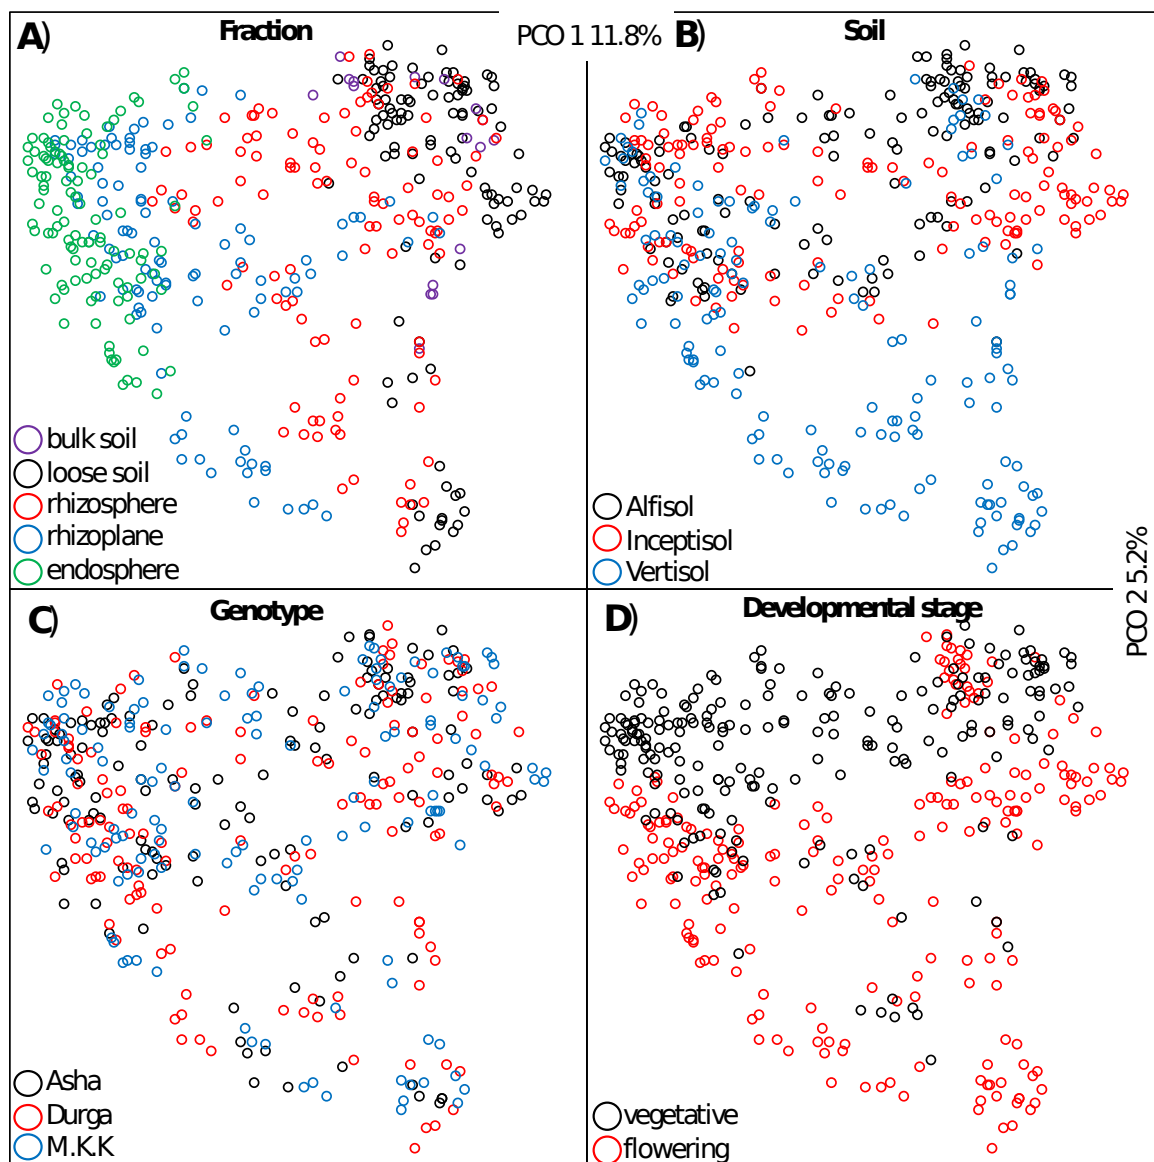 A) Fraction
PCO 1 11.8%
B) Soil
bulk soil
loose soil
rhizosphere
rhizoplane
endosphere
Alfisol
Inceptisol
Vertisol
PCO 2 5.2%
C) Genotype
D) Developmental stage
Asha
Durga
M.K.K
vegetative
flowering